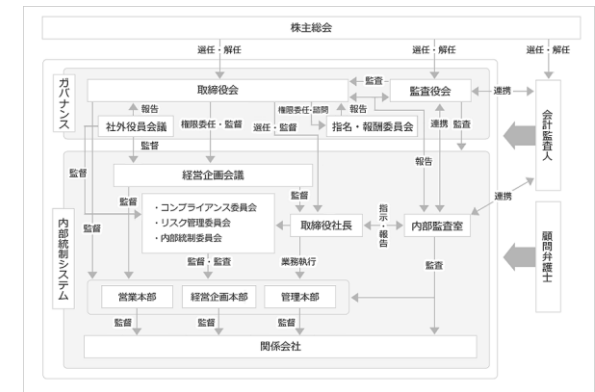 株主総会
選任・解任
選任・解任
選任・解任
ガバナンス
取締役会
監査
監査役会
連携
会計監査人
報告
権限委任・監督
選任・監督
権限委任・諮問
報告
連携
監査
社外役員会議
指名・報酬委員会
監督
報告
監督
経営企画会議
監督
連携
内部統制システム
監督
監督
・コンプライアンス委員会
・リスク管理委員会
・内部統制委員会
取締役社長
指示・報告
内部監査室
顧問弁護士
監督・監査
業務執行
監査
営業本部
経営企画本部
管理本部
監督
監督
監督
関係会社